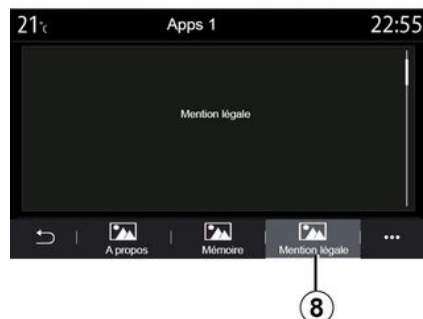 21°c
Apps 1
22:55
Mention légale
A propos
Mémoire
Mention légale
8